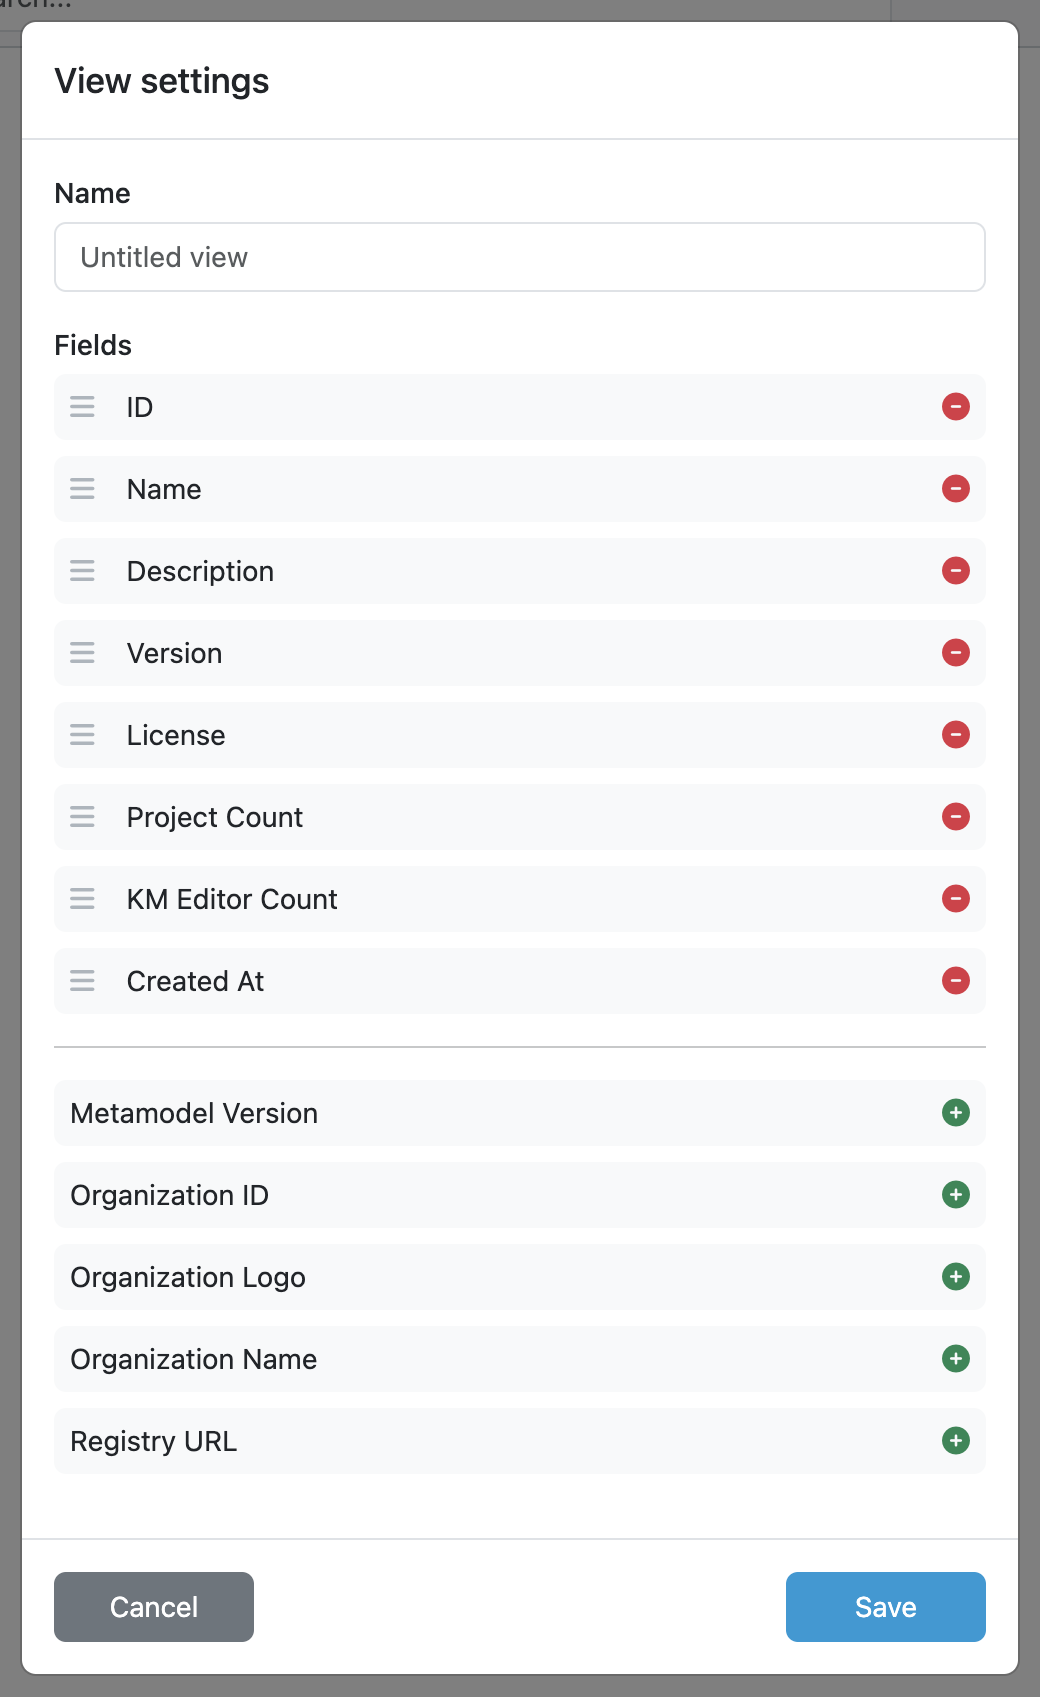 View settings
Name
Untitled view
Fields
ID
Name
Description
Version
License
Project Count
KM Editor Count
Created At
Metamodel Version
Organization ID
Organization Logo
Organization Name
Registry URL
Cancel
Save